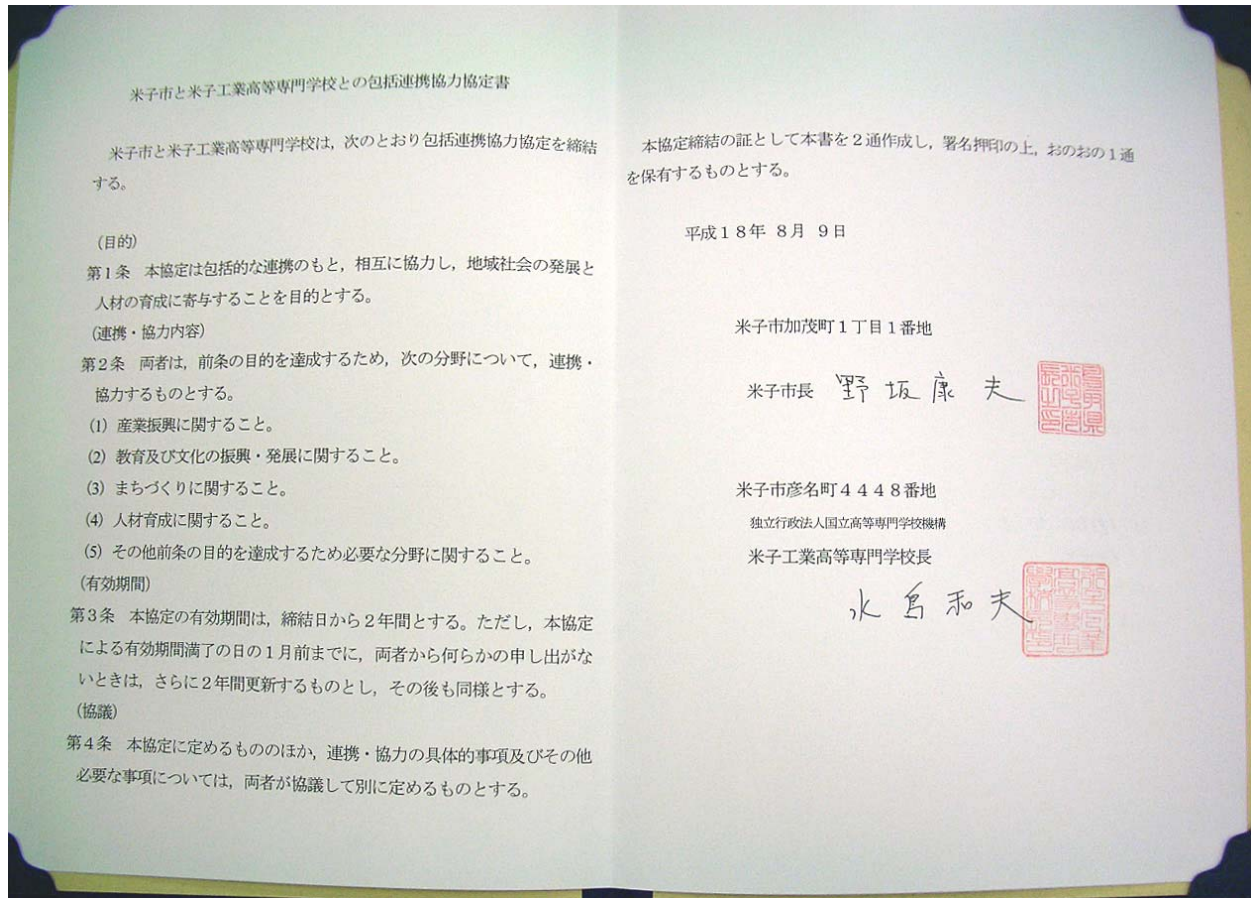 米子市と米子工業高等専門学校との包括連携協力協定書
米子市と米子工業高等専門学校は，次のとおり包括連携協力協定を締結
する。
（目的）
第１条　本協定は包括的な連携のもと，相互に協力し，地域社会の発展と
人材の育成に寄与することを目的とする。
（連携・協力内容）
第２条　両者は，前条の目的を達成するため，次の分野について，連携・
協力するものとする。
(1) 産業振興に関すること。
(2) 教育及び文化の振興・発展に関すること。
(3) まちづくりに関すること。
(4) 人材育成に関すること。
(5) その他前条の目的を達成するため必要な分野に関すること。
（有効期間）
第３条　本協定の有効期間は，締結日から２年間とする。ただし，本協定
による有効期間満了の日の１月前までに，両者から何らかの申し出がな
いときは，さらに２年間更新するものとし，その後も同様とする。
（協議）
第４条　本協定に定めるもののほか，連携・協力の具体的事項及びその他
必要な事項については，両者が協議して別に定めるものとする。
本協定締結の証として本書を２通作成し，署名押印の上，おのおの１通
を保有するものとする。
平成１８年 ８月 ９日
米子市加茂町１丁目１番地
米子市長 野坂康夫
鳥取県米子市長之印
米子市彦名町４４４８番地
独立行政法人国立高等専門学校機構
米子工業高等専門学校長
水島和夫